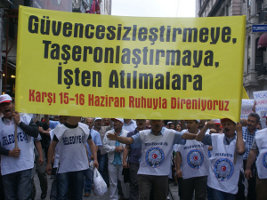 Güvencesizleştirmeye,
Taşeronlaştırmaya,
İşten Atılmalara
Karşı 15-16 Haziran Ruhuyla Direniyoruz